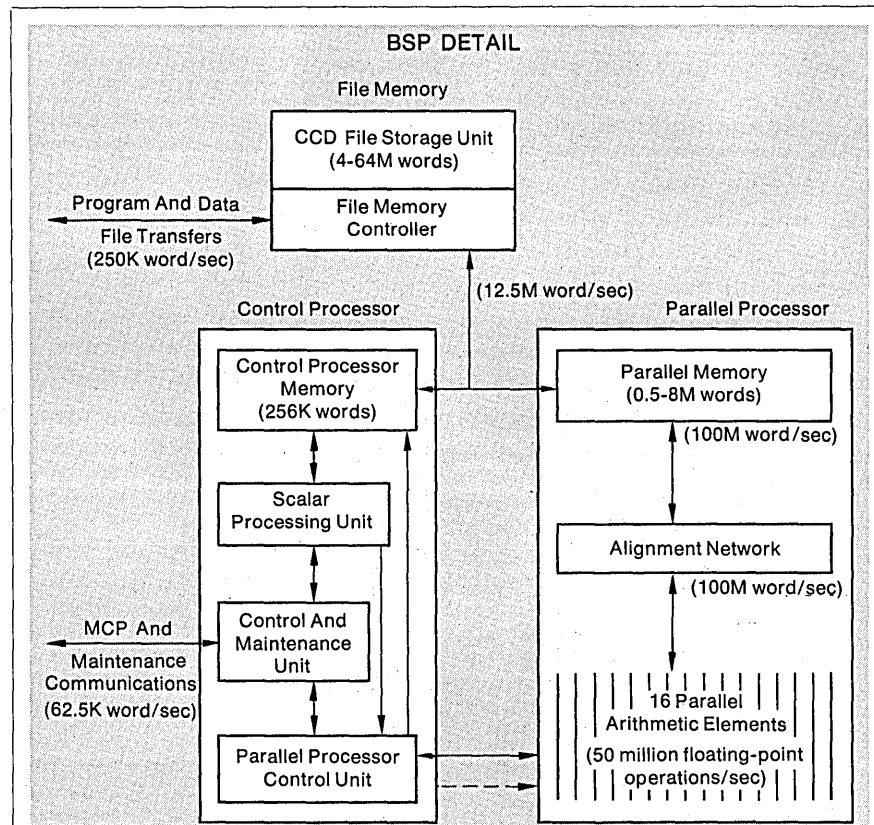 BSP DETAIL
File Memory
CCD File Storage Unit
(4-64M words)
Program And Data
File Transfers
(250K word/sec)
File Memory
Controller
(12.5M word/sec)
Control Processor
Parallel Processor
Control Processor
Memory
(256K words)
Parallel Memory
(0.5-8M words)
(100M word/sec)
Scalar
Processing Unit
Alignment Network
(100M word/sec)
MCP And
Maintenance
Communications
(62.5K word/sec)
Control And
Maintenance
Unit
16 Parallel
Arithmetic Elements
(50 million floating-point
operations/sec)
Parallel Processor
Control Unit